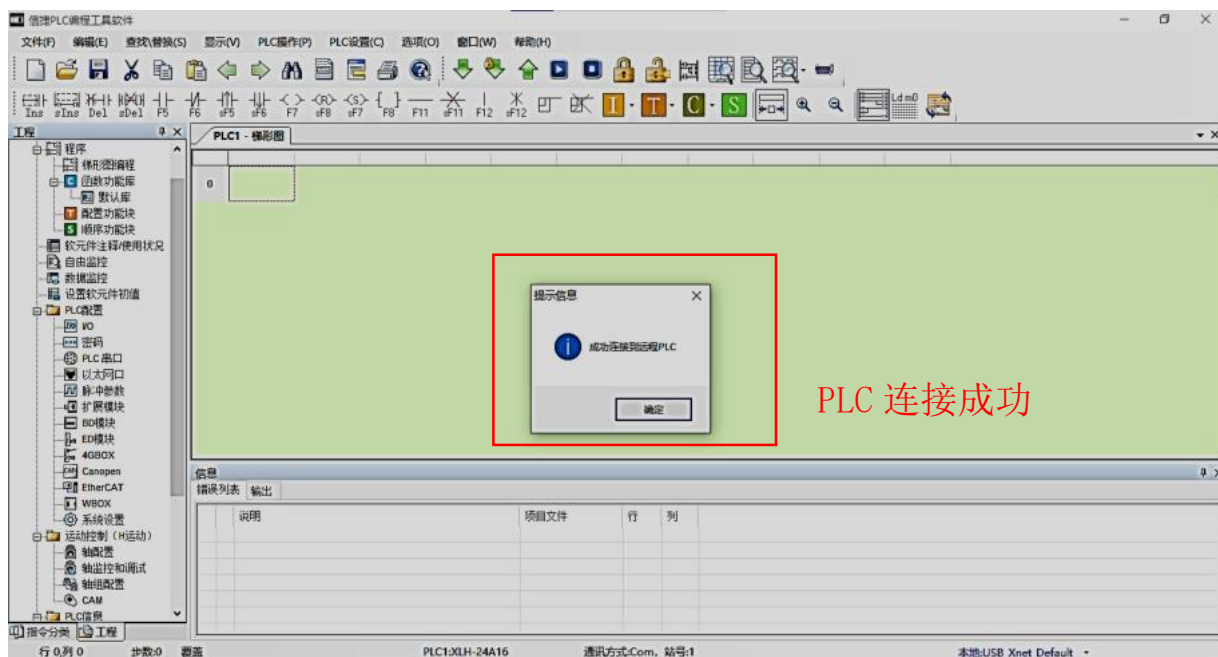 信捷PLC编程工具软件
文件(F) 编辑(E) 查找\替换(S) 显示(V) PLC操作(P) PLC设置(C) 选项(O) 窗口(W) 帮助(H)
Ins sIns Del sDel F5 F6 sF5 sF6 F7 sF8 sF7 F8 F11 sF11 F12 sF12 I T C S Ld m0
工程
PLC1 - 梯形图
0
程序
梯形图编程
函数功能库
默认库
配置功能块
顺序功能块
软元件注释/使用状况
自由监控
数据监控
设置软元件初值
PLC配置
I/O
密码
PLC 串口
以太网口
脉冲参数
扩展模块
BD模块
ED模块
4GBOX
Canopen
EtherCAT
WBOX
系统设置
运动控制（H运动）
轴配置
轴监控和调试
轴组配置
CAM
PLC信息
指令分类 工程
提示信息
成功连接到远程PLC
确定
PLC 连接成功
信息
错误列表 输出
说明 项目文件 行 列
行 0,列 0 步数:0 覆盖 PLC1:XLH-24A16 通讯方式:Com, 站号:1 本地:USB Xnet Default